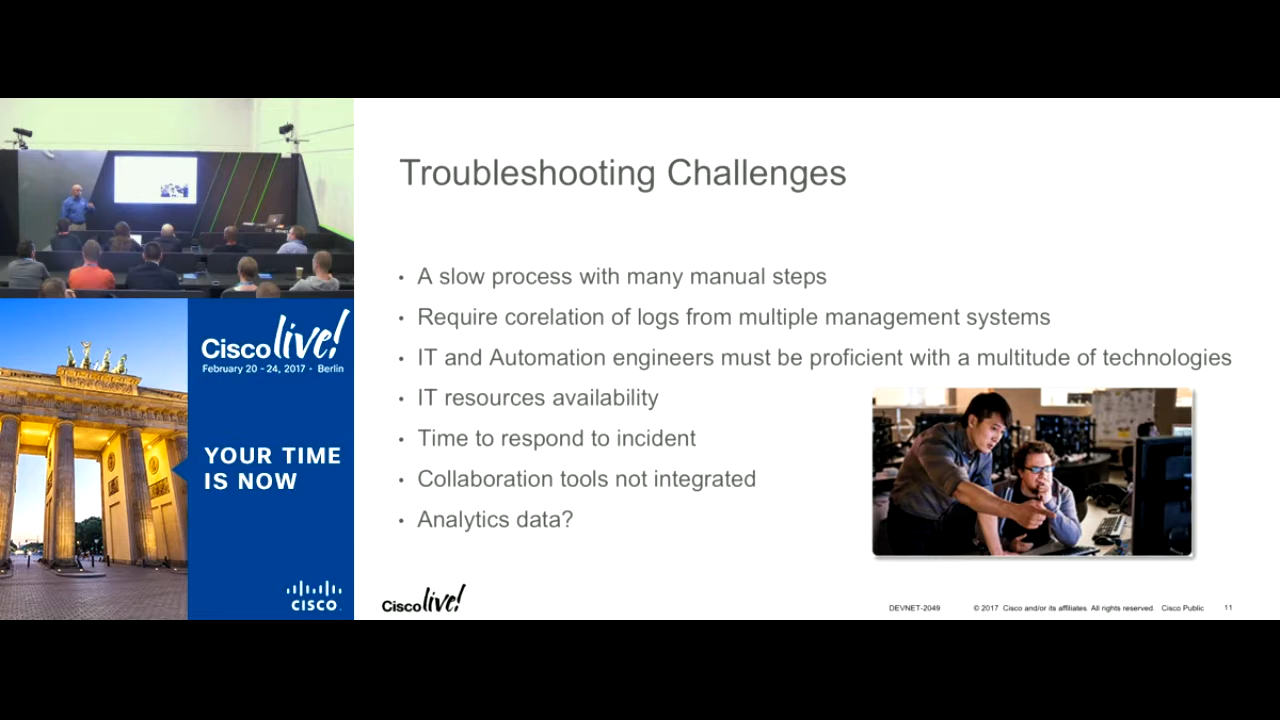 Cisco live!
February 20 - 24, 2017 • Berlin
YOUR TIME
IS NOW
CISCO.
Troubleshooting Challenges
• A slow process with many manual steps
• Require corelation of logs from multiple management systems
• IT and Automation engineers must be proficient with a multitude of technologies
• IT resources availability
• Time to respond to incident
• Collaboration tools not integrated
• Analytics data?
Cisco live!
DEVNET-2049 © 2017 Cisco and/or its affiliates. All rights reserved. Cisco Public 11